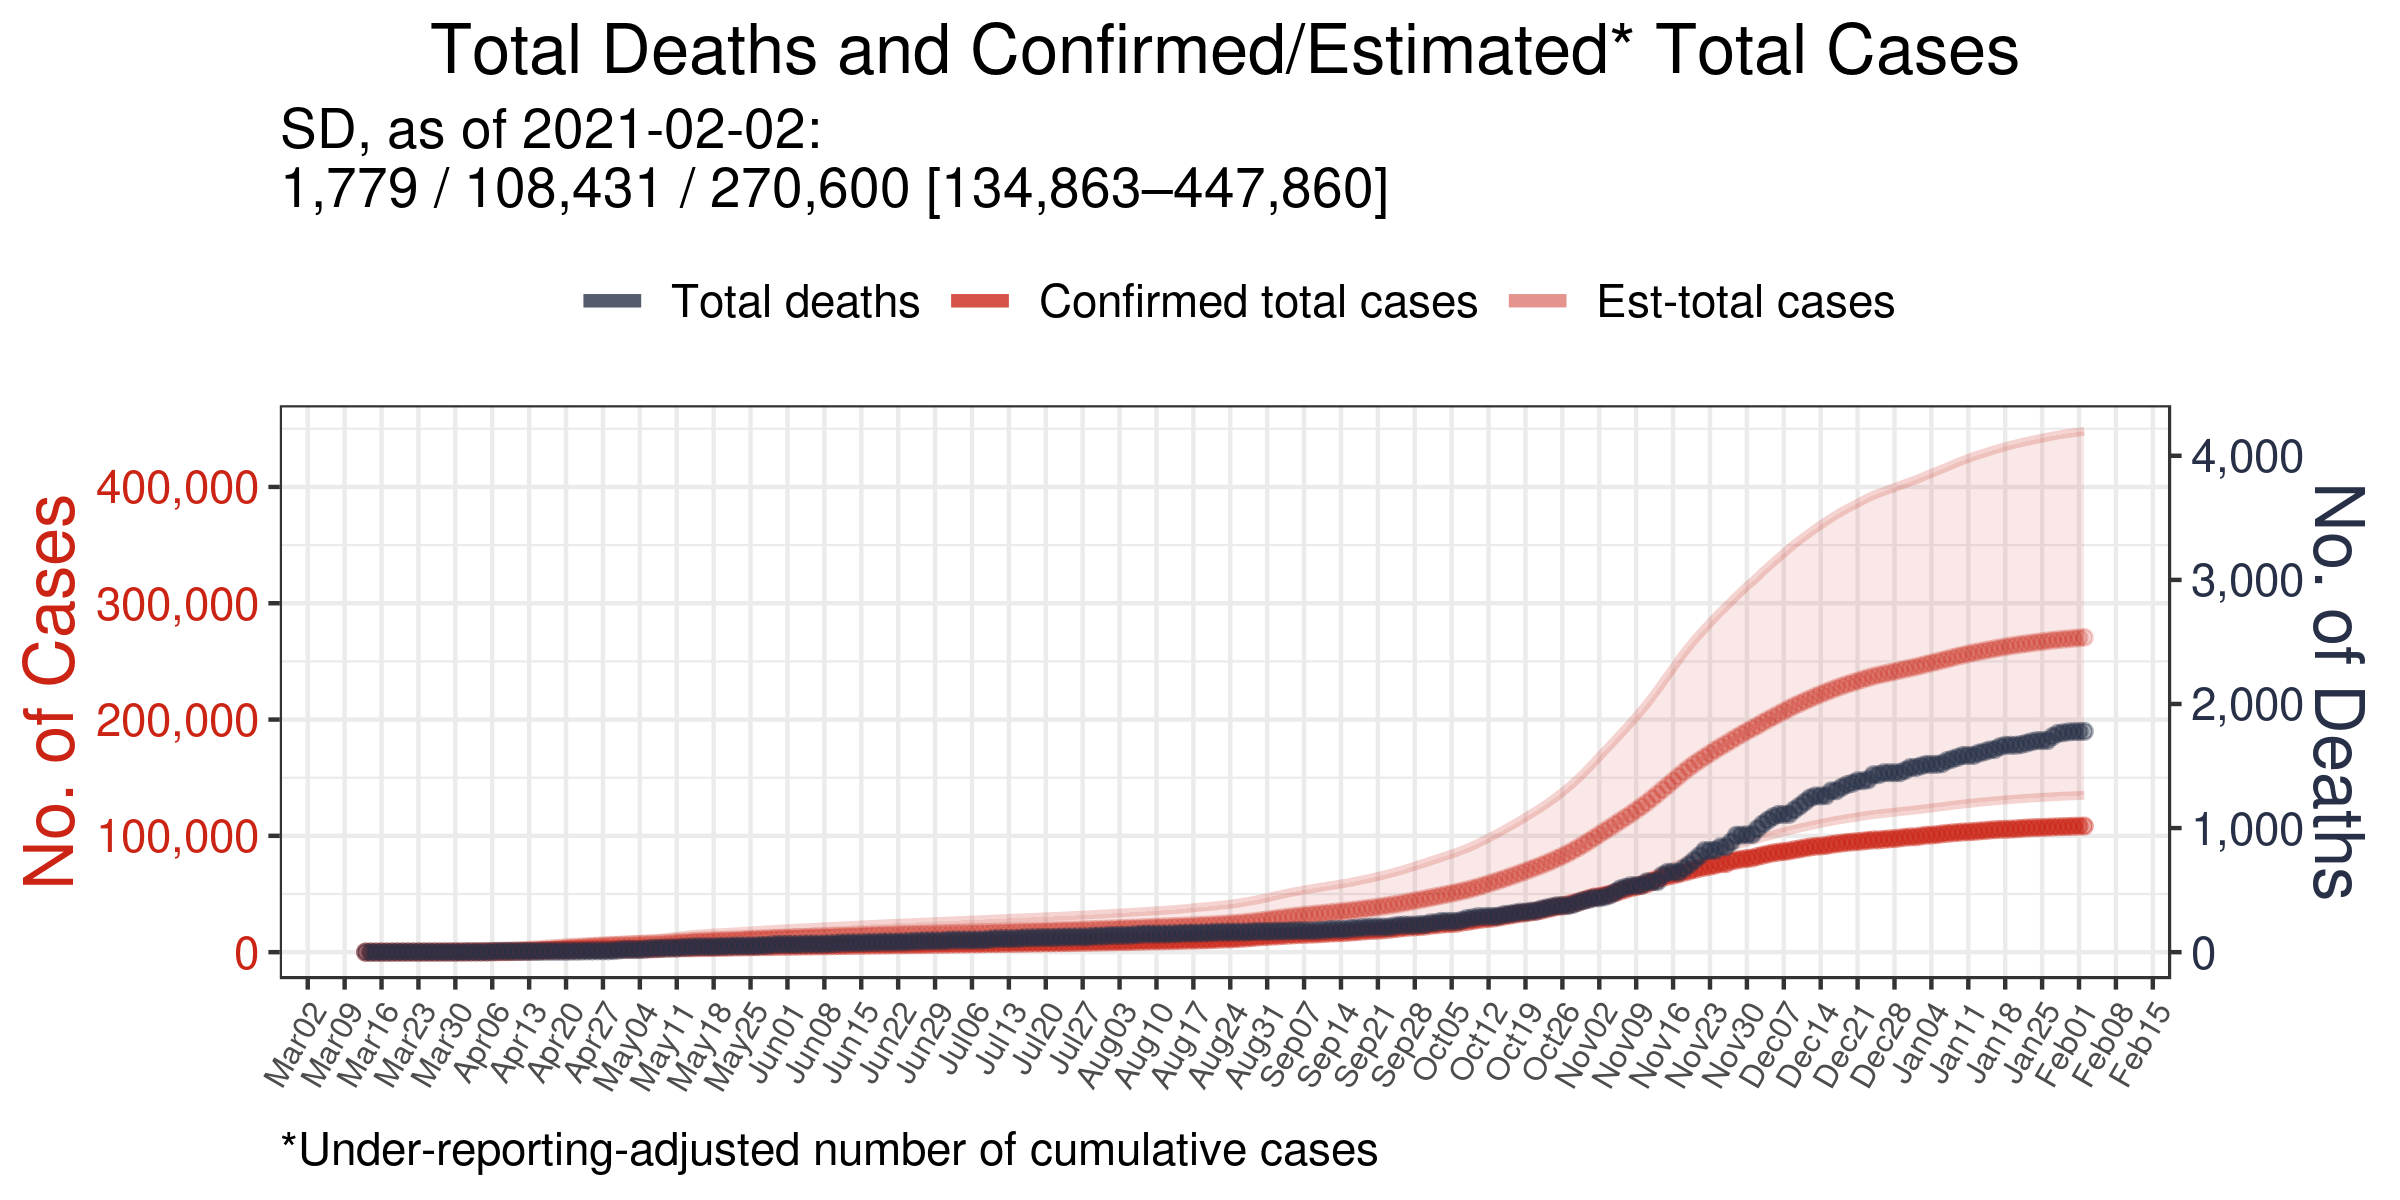 Total Deaths and Confirmed/Estimated* Total Cases
SD, as of 2021-02-02:
1,779 / 108,431 / 270,600 [134,863–447,860]
Total deaths
Confirmed total cases
Est-total cases
No. of Cases
400,000
300,000
200,000
100,000
0
4,000
3,000
2,000
1,000
0
No. of Deaths
Mar02
Mar09
Mar16
Mar23
Mar30
Apr06
Apr13
Apr20
Apr27
May04
May11
May18
May25
Jun01
Jun08
Jun15
Jun22
Jun29
Jul06
Jul13
Jul20
Jul27
Aug03
Aug10
Aug17
Aug24
Aug31
Sep07
Sep14
Sep21
Sep28
Oct05
Oct12
Oct19
Oct26
Nov02
Nov09
Nov16
Nov23
Nov30
Dec07
Dec14
Dec21
Dec28
Jan04
Jan11
Jan18
Jan25
Feb01
Feb08
Feb15
*Under-reporting-adjusted number of cumulative cases